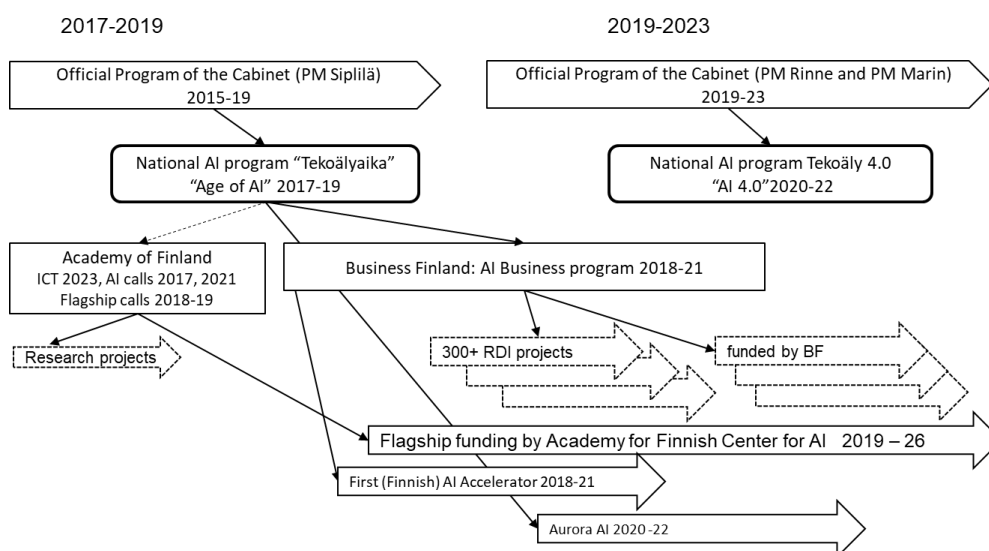 2017-2019
2019-2023
Official Program of the Cabinet (PM Siplilä)
2015-19
Official Program of the Cabinet (PM Rinne and PM Marin)
2019-23
National AI program “Tekoälyaika”
“Age of AI” 2017-19
National AI program Tekoäly 4.0
“AI 4.0”2020-22
Academy of Finland
ICT 2023, AI calls 2017, 2021
Flagship calls 2018-19
Business Finland: AI Business program 2018-21
Research projects
300+ RDI projects
funded by BF
Flagship funding by Academy for Finnish Center for AI 2019 – 26
First (Finnish) AI Accelerator 2018-21
Aurora AI 2020-22